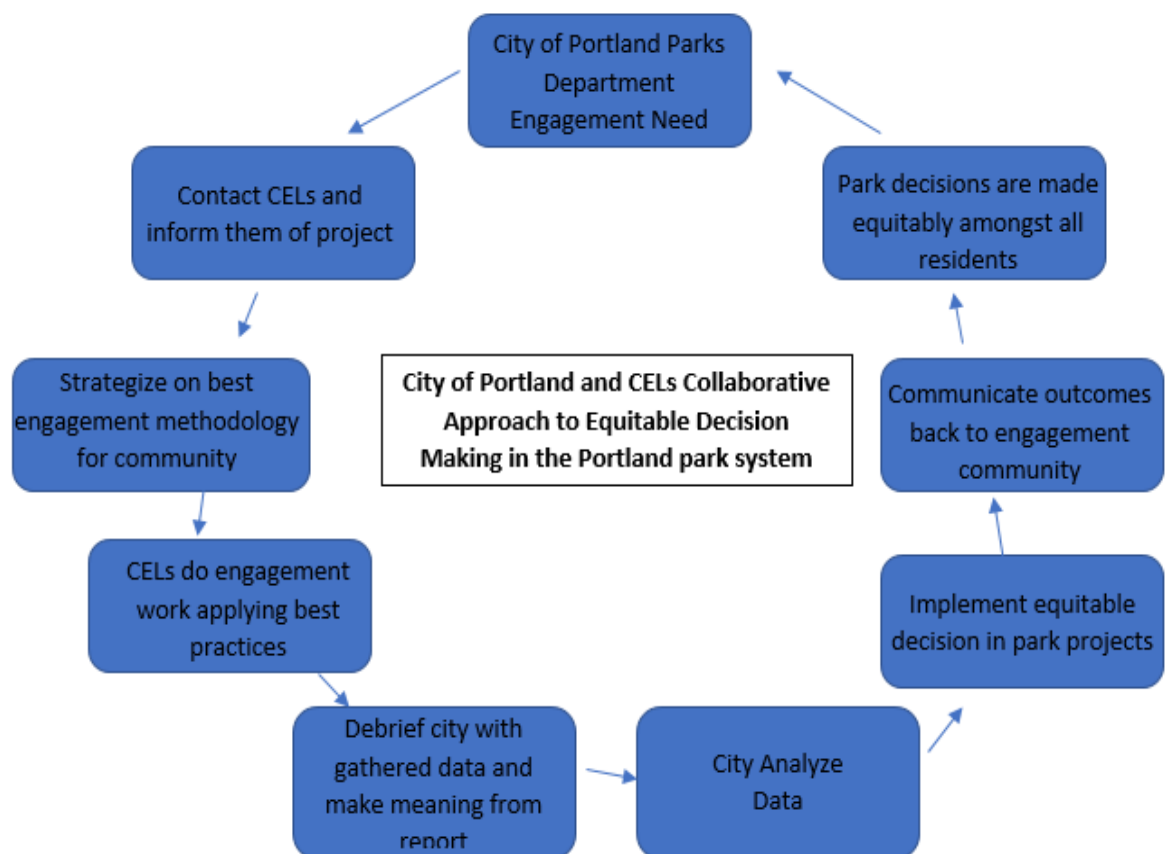 City of Portland Parks
Department
Engagement Need
Contact CELs and
inform them of project
Strategize on best
engagement methodology
for community
CELs do engagement
work applying best
practices
Debrief city with
gathered data and
make meaning from
report
City Analyze
Data
Implement equitable
decision in park projects
Communicate outcomes
back to engagement
community
Park decisions are made
equitably amongst all
residents
City of Portland and CELs Collaborative
Approach to Equitable Decision
Making in the Portland park system